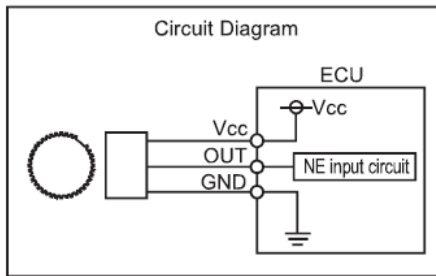 Circuit Diagram
ECU
Vcc
Vcc
OUT
NE input circuit
GND